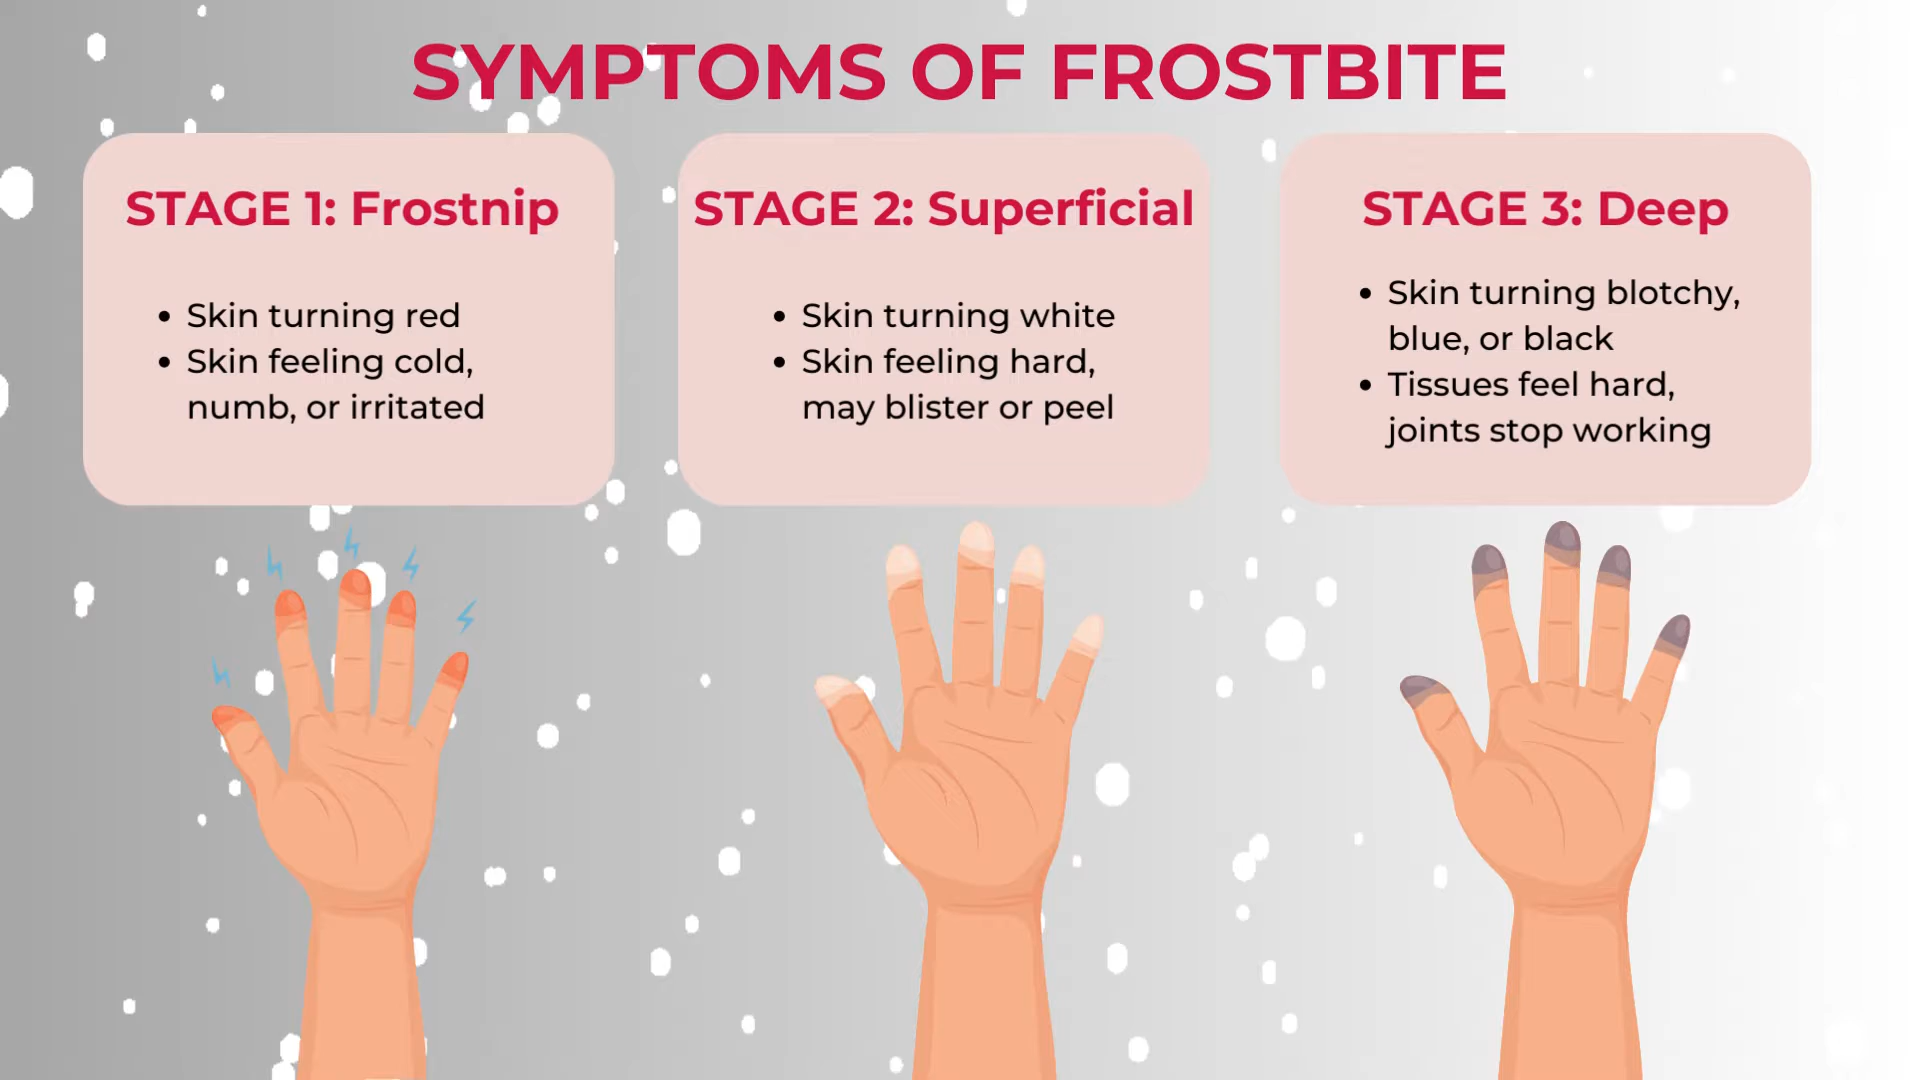 SYMPTOMS OF FROSTBITE
STAGE 1: Frostnip
• Skin turning red
• Skin feeling cold,
numb, or irritated
STAGE 2: Superficial
• Skin turning white
• Skin feeling hard,
may blister or peel
STAGE 3: Deep
• Skin turning blotchy,
blue, or black
• Tissues feel hard,
joints stop working